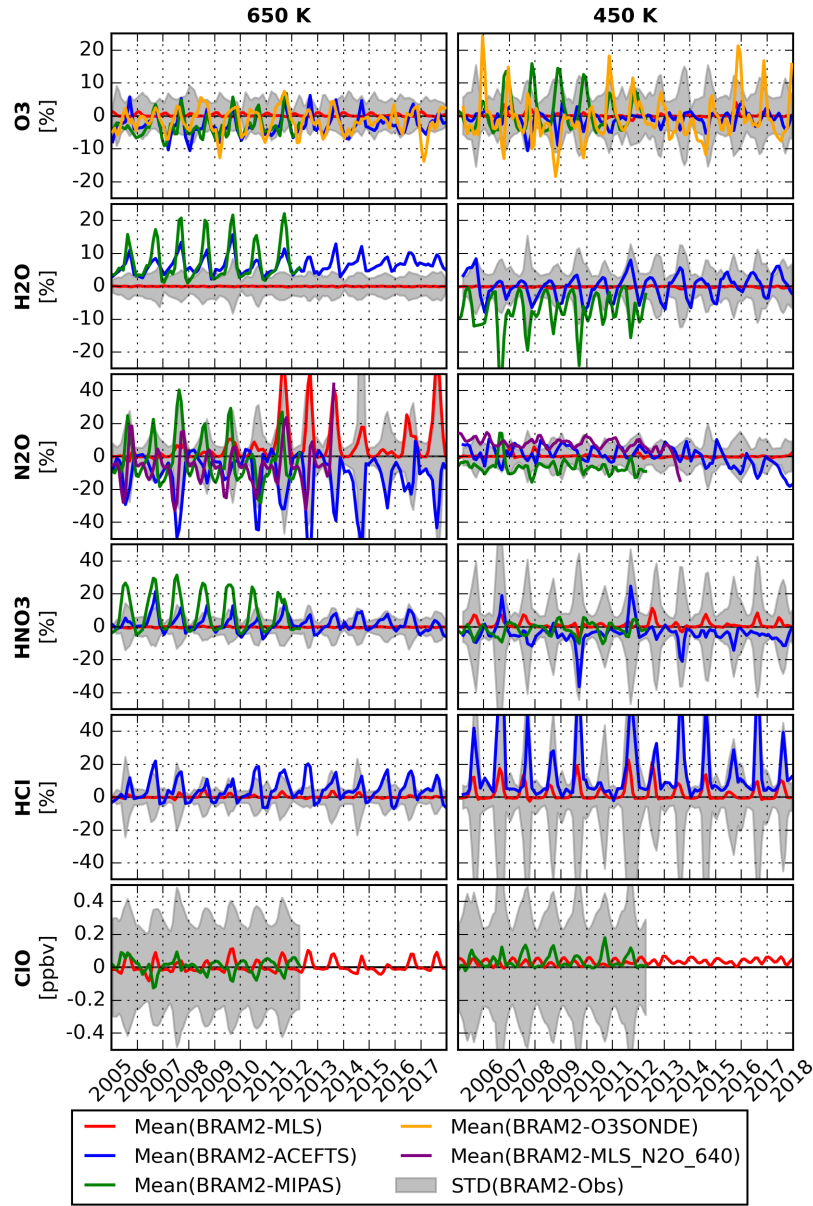 650 K 450 K
O3
[%]
20
10
0
-10
-20
H2O
[%]
20
10
0
-10
-20
N2O
[%]
40
20
0
-20
-40
HNO3
[%]
40
20
0
-20
-40
HCl
[%]
40
20
0
-20
-40
ClO
[ppbv]
0.4
0.2
0
-0.2
-0.4
2005 2006 2007 2008 2009 2010 2011 2012 2013 2014 2015 2016 2017
2006 2007 2008 2009 2010 2011 2012 2013 2014 2015 2016 2017 2018
Mean(BRAM2-MLS)
Mean(BRAM2-ACEFTS)
Mean(BRAM2-MIPAS)
Mean(BRAM2-O3SONDE)
Mean(BRAM2-MLS_N2O_640)
STD(BRAM2-Obs)